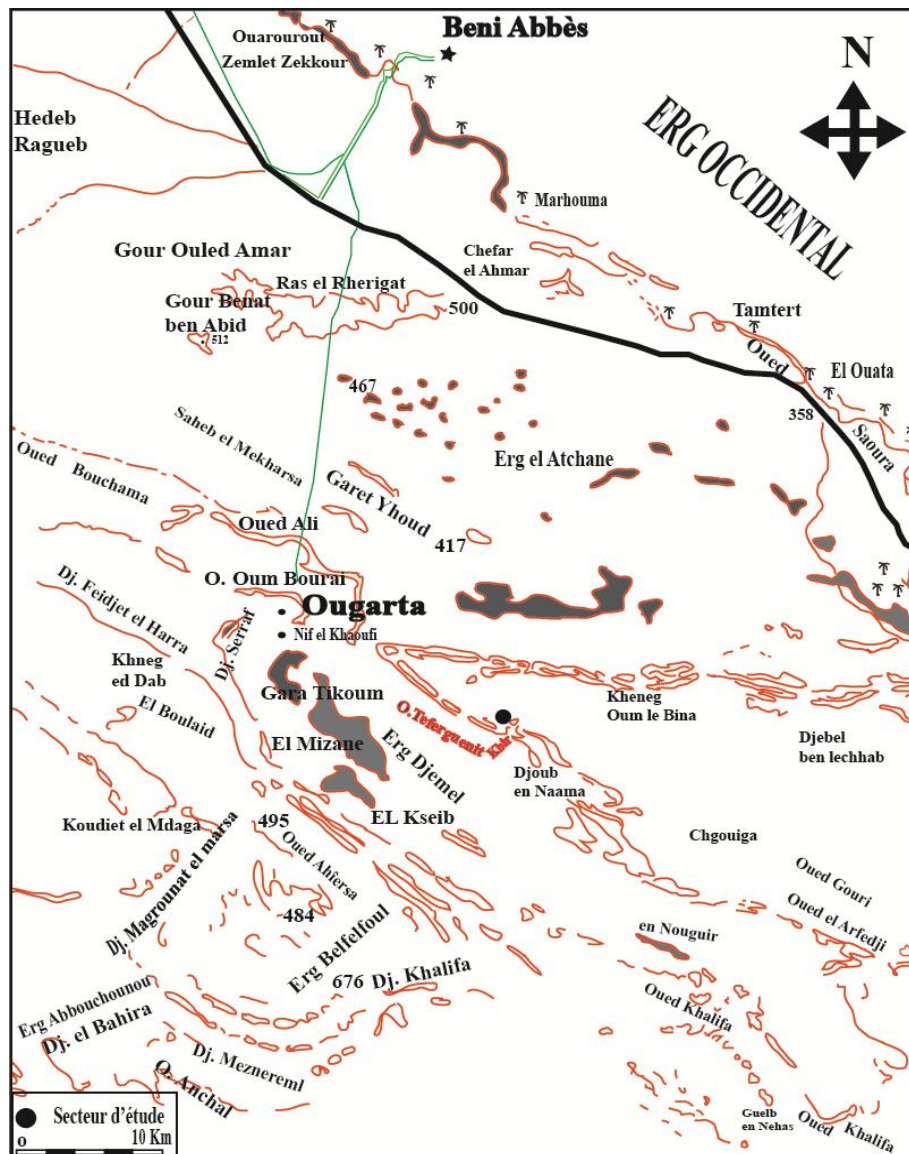 Beni Abbès
Ouarourout
Zemlet Zekkour
N
Hedeb
Ragueb
ERG OCCIDENTAL
Marhouma
Gour Ouled Amar
Chefar
el Ahmar
Ras el Rherigat
Gour Benat
ben Abid
500
512
Tamtert
Oued
El Ouata
467
358
Saoura
Saheb el Mekharsa
Oued Bouchama
Garet Yhoud
Erg el Atchane
Oued Ali
417
O. Oum Bourai
Ougarta
Nif el Khaoufi
Dj. Feidjet el Harra
Dj. Serraf
Khneg
ed Dab
Gara Tikoum
Kheneg
Oum le Bina
El Boulaid
O. Teferguenit Kbir
El Mizane
Erg Djemel
Djebel
ben lechhab
Djoub
en Naama
EL Kseib
Koudiet el Mdaga
495
Chgouiga
Dj. Magrounat el marsa
Oued Ahîersa
Oued Gouri
Oued el Arfedji
484
en Nouguir
Erg Belfelfoul
676 Dj. Khalifa
Oued Khalifa
Erg Abbouchounou
Dj. el Bahira
Dj. Meznereml
O. Anchal
Guelb
en Nehas
Oued Khalifa
Secteur d'étude
0 10 Km